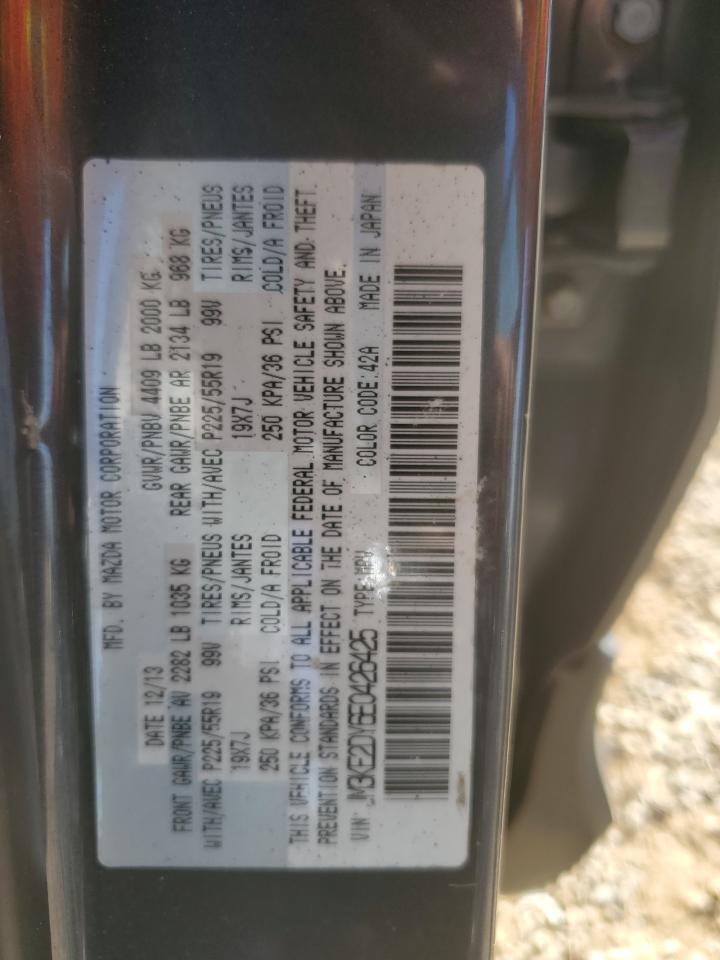 MFD. BY MAZDA MOTOR CORPORATION
DATE 12/13 GVWR/PNBV 4409 LB 2000 KG
FRONT GAWR/PNBE AV 2282 LB 1035 KG REAR GAWR/PNBE AR 2134 LB 968 KG
WITH/AVEC P225/55R19 99V TIRES/PNEUS WITH/AVEC P225/55R19 99V TIRES/PNEUS
19X7J RIMS/JANTES 19X7J RIMS/JANTES
250 KPA/36 PSI COLD/A FROID 250 KPA/36 PSI COLD/A FROID
THIS VEHICLE CONFORMS TO ALL APPLICABLE FEDERAL MOTOR VEHICLE SAFETY AND THEFT
PREVENTION STANDARDS IN EFFECT ON THE DATE OF MANUFACTURE SHOWN ABOVE.
VIN: JM3KE2DY6E0426425 TYPE: MPV COLOR CODE:42A MADE IN JAPAN